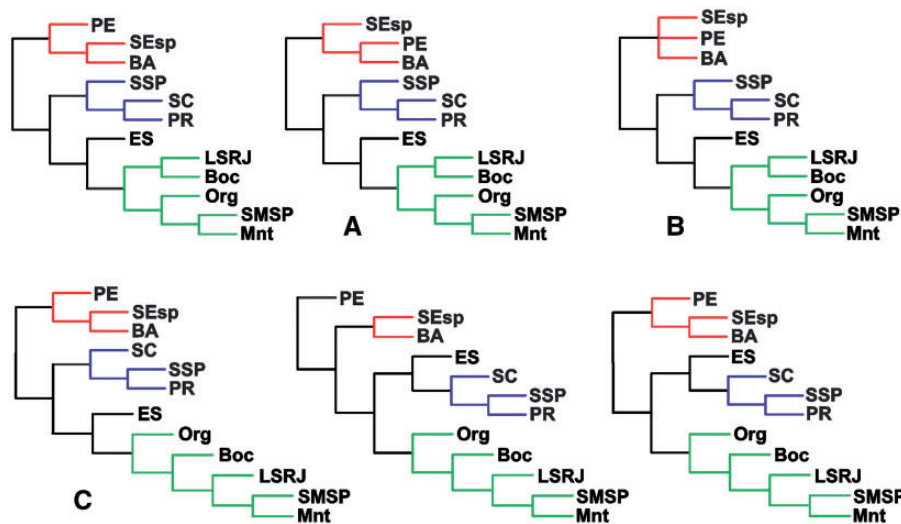 PE
SEsp
BA
SSP
SC
PR
ES
LSRJ
Boc
Org
SMSP
Mnt
SEsp
PE
BA
SSP
SC
PR
ES
LSRJ
Boc
Org
SMSP
Mnt
A
SEsp
PE
BA
SSP
SC
PR
ES
LSRJ
Boc
Org
SMSP
Mnt
B
PE
SEsp
BA
SC
SSP
PR
ES
Org
Boc
LSRJ
SMSP
Mnt
C
PE
SEsp
BA
ES
SC
SSP
PR
Org
Boc
LSRJ
SMSP
Mnt
PE
SEsp
BA
ES
SC
SSP
PR
Org
Boc
LSRJ
SMSP
Mnt